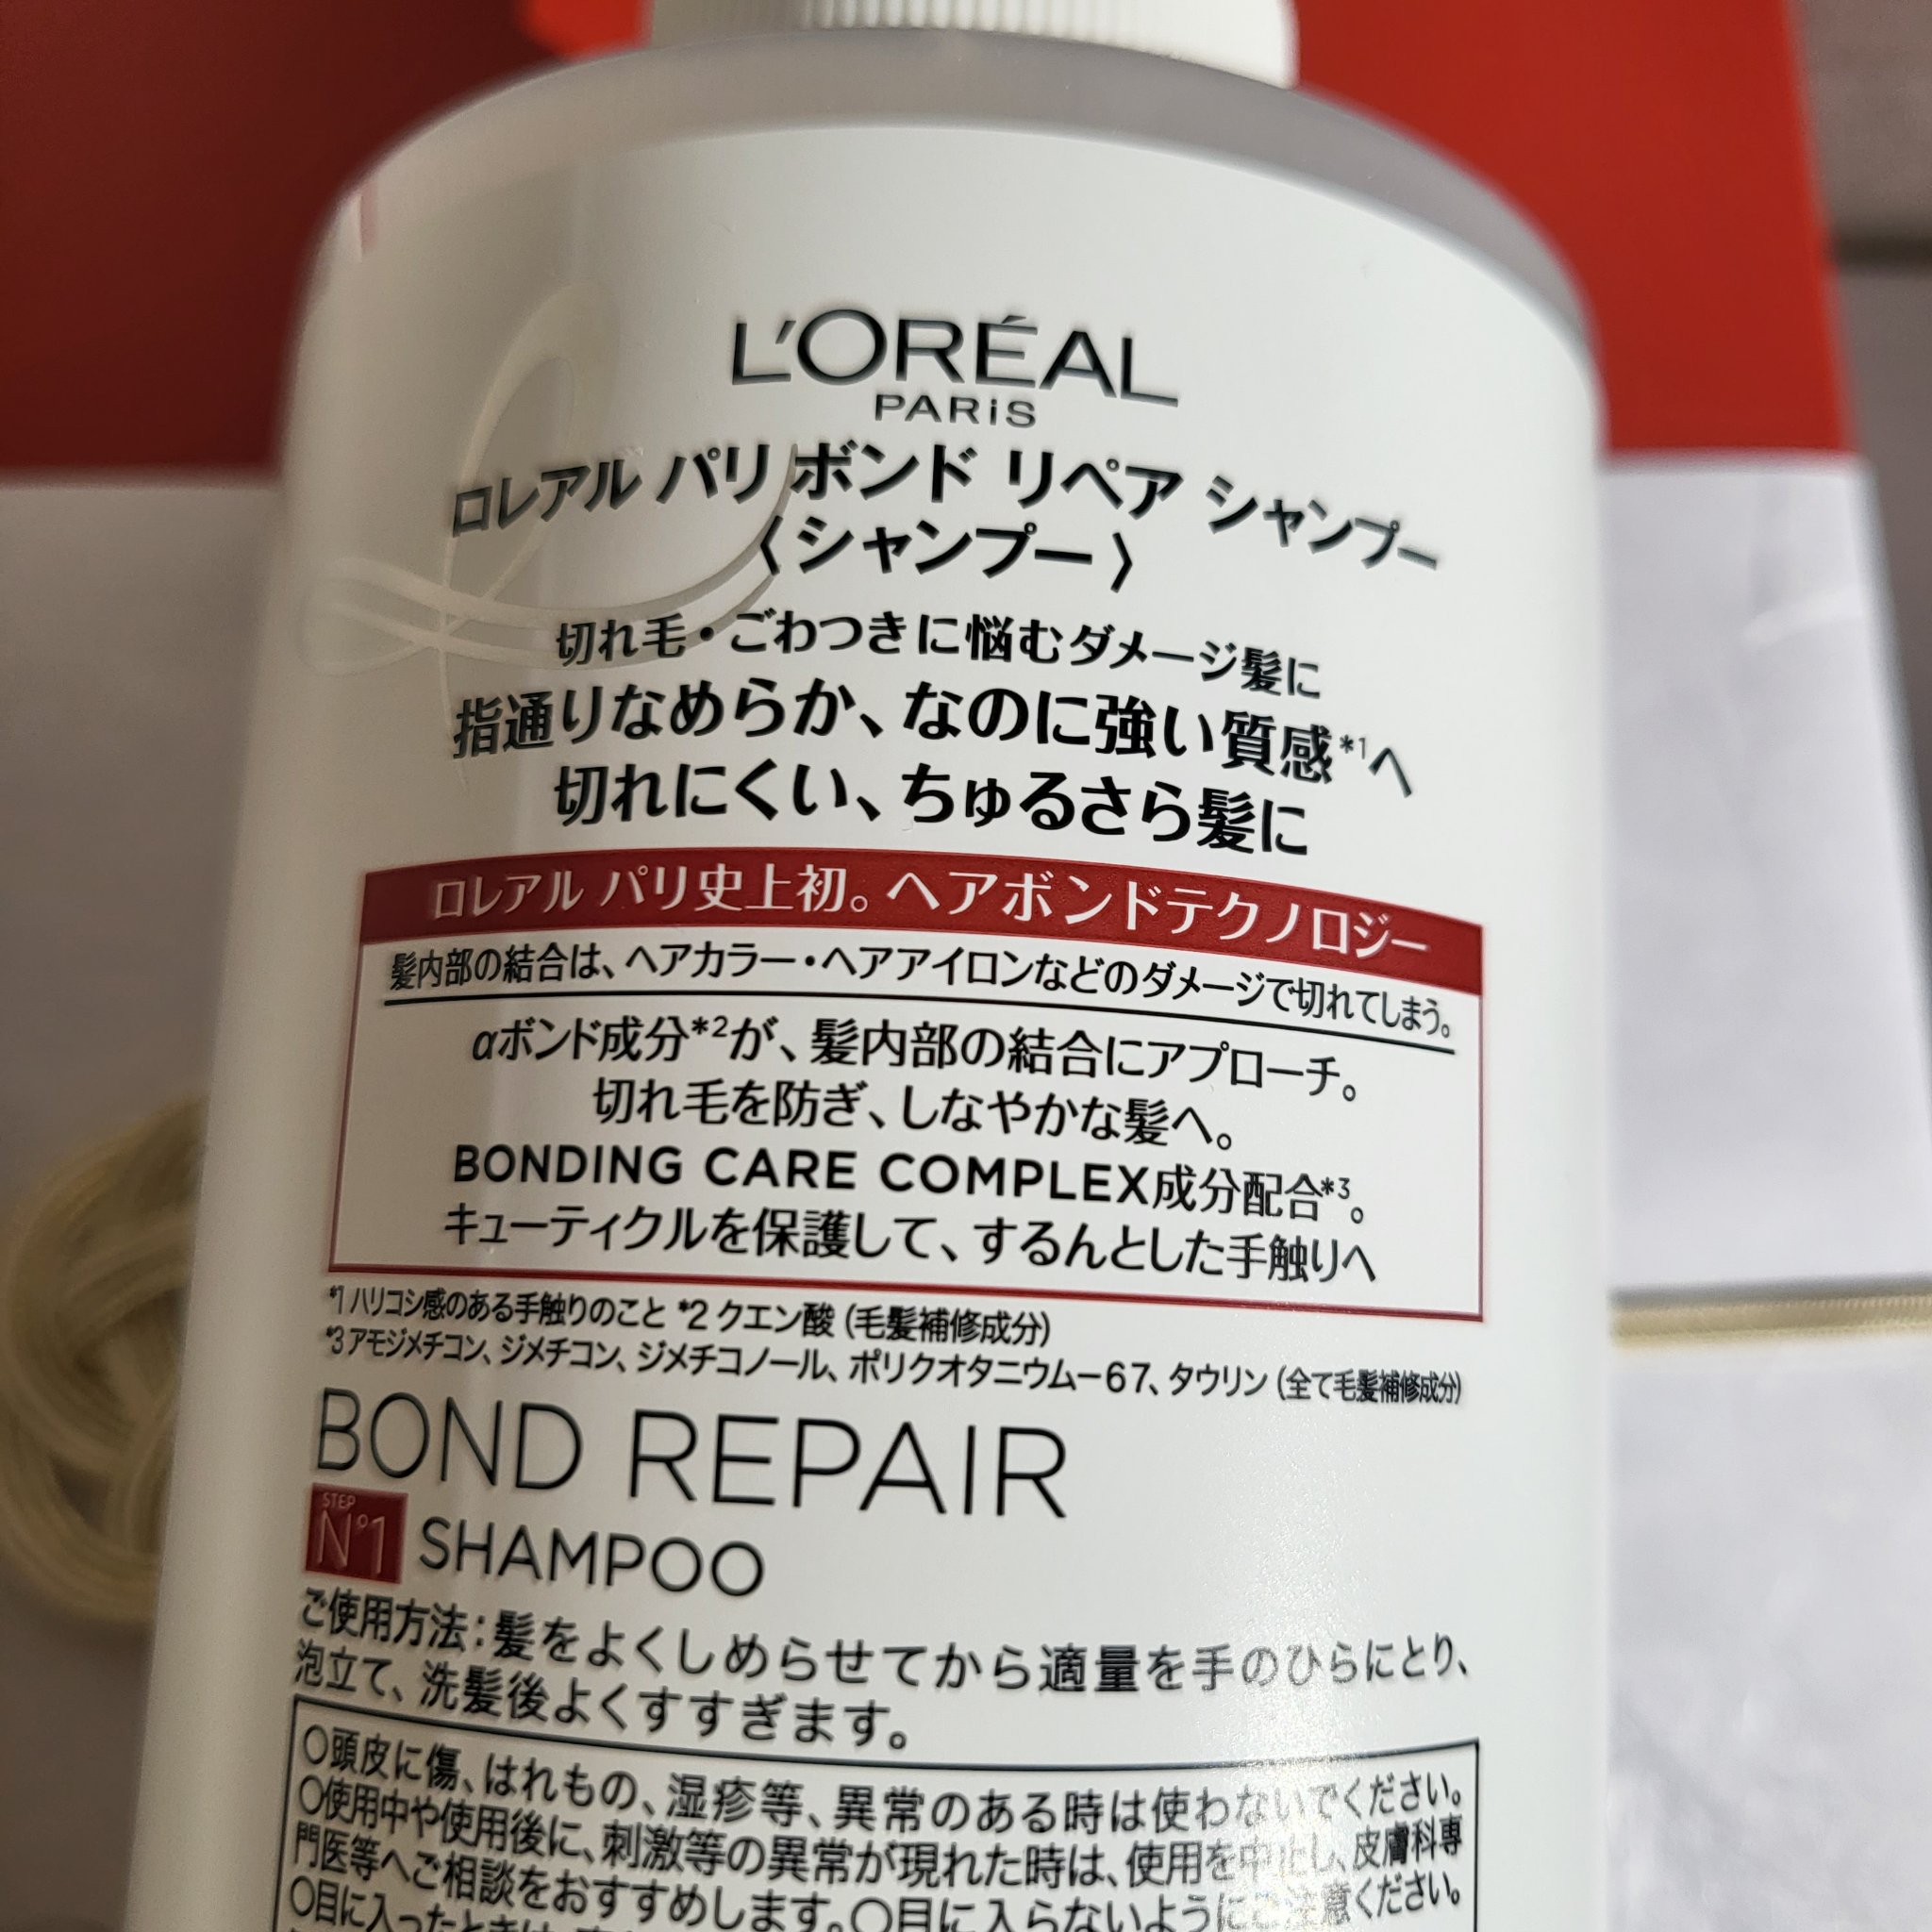 L'ORÉAL
PARiS
ロレアル パリ ボンド リペア シャンプー
〈シャンプー〉
切れ毛・ごわつきに悩むダメージ髪に
指通りなめらか、なのに強い質感*1へ
切れにくい、ちゅるさら髪に
ロレアル パリ史上初。ヘアボンドテクノロジー
髪内部の結合は、ヘアカラー・ヘアアイロンなどのダメージで切れてしまう。
αボンド成分*2が、髪内部の結合にアプローチ。
切れ毛を防ぎ、しなやかな髪へ。
BONDING CARE COMPLEX成分配合*3。
キューティクルを保護して、するんとした手触りへ
*1 ハリコシ感のある手触りのこと *2 クエン酸 (毛髪補修成分)
*3 アモジメチコン、ジメチコン、ジメチコノール、ポリクオタニウムー67、タウリン (全て毛髪補修成分)
BOND REPAIR
STEP
N°1 SHAMPOO
ご使用方法：髪をよくしめらせてから適量を手のひらにとり、
泡立て、洗髪後よくすすぎます。
○頭皮に傷、はれもの、湿疹等、異常のある時は使わないでください。
○使用中や使用後に、刺激等の異常が現れた時は、使用を中止し、皮膚科専
門医等へご相談をおすすめします。○目に入らないようにご注意ください。
○目に入ったときは、